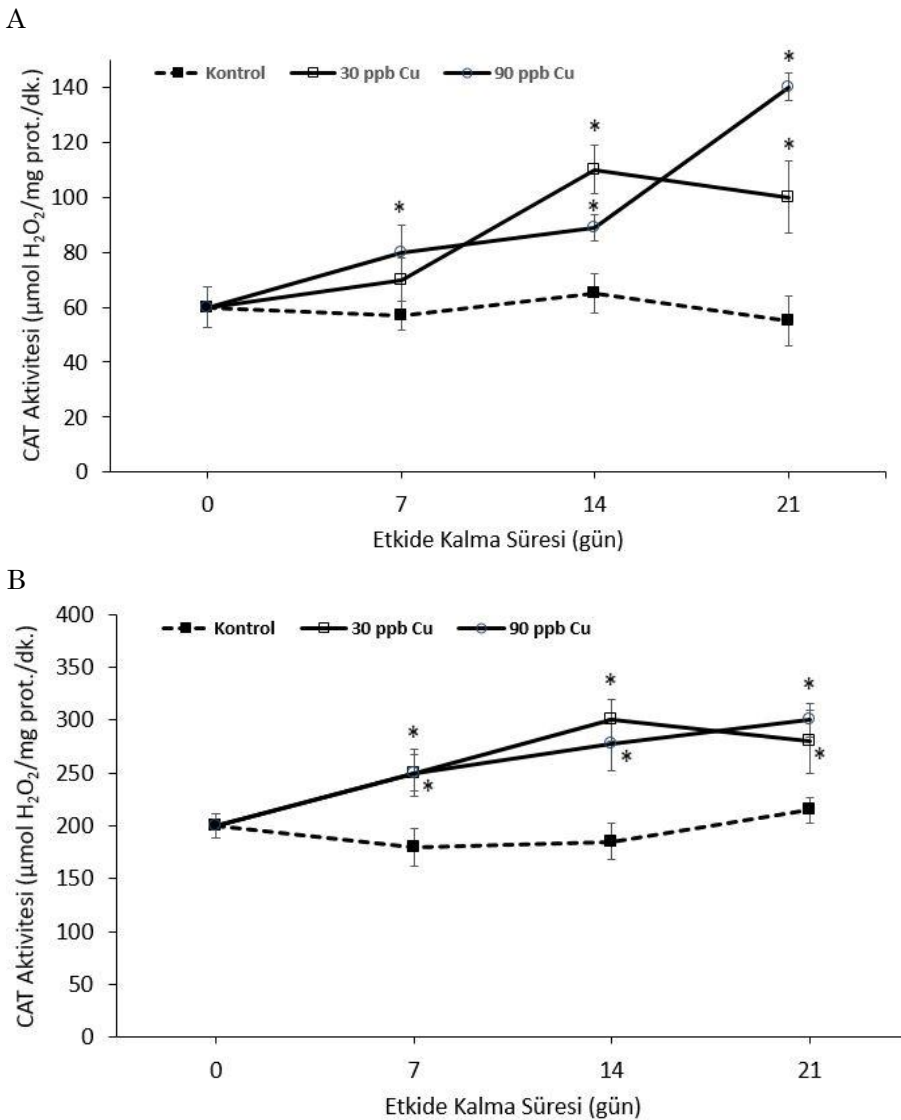 A
Kontrol 30 ppb Cu 90 ppb Cu
CAT Aktivitesi (µmol H₂O₂/mg prot./dk.)
140
120
100
80
60
40
20
0
* * * * *
0 7 14 21
Etkide Kalma Süresi (gün)
B
Kontrol 30 ppb Cu 90 ppb Cu
CAT Aktivitesi (µmol H₂O₂/mg prot./dk.)
400
350
300
250
200
150
100
50
0
* * * * * *
0 7 14 21
Etkide Kalma Süresi (gün)